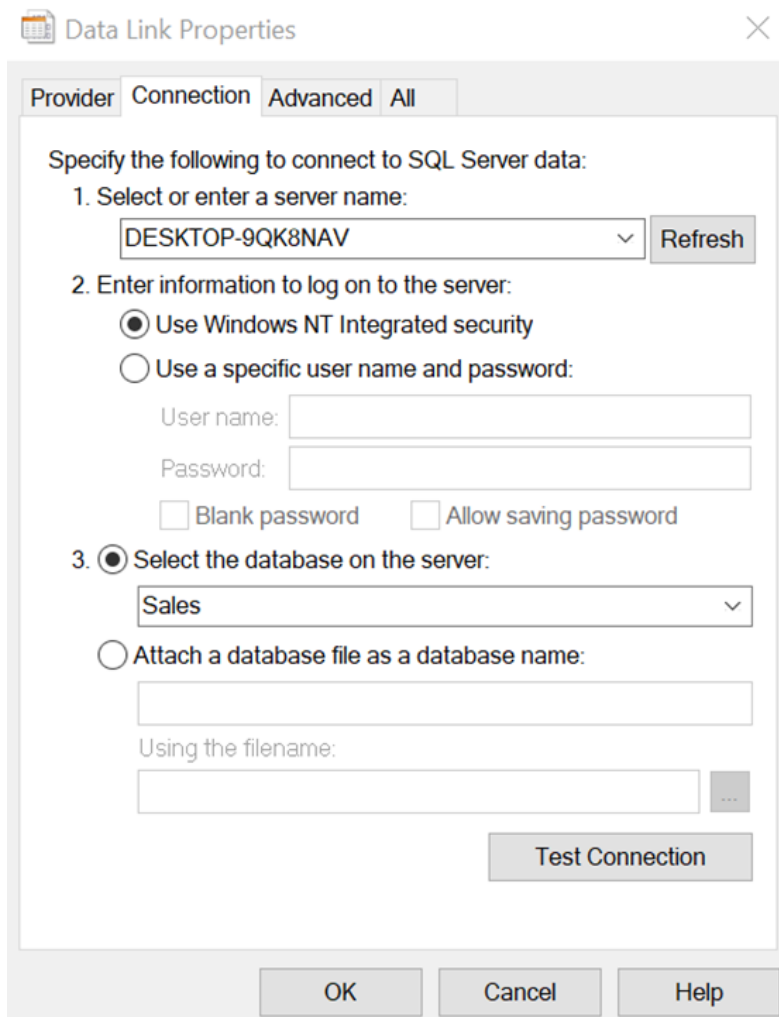 Data Link Properties
Provider Connection Advanced All
Specify the following to connect to SQL Server data:
1. Select or enter a server name:
DESKTOP-9QK8NAV Refresh
2. Enter information to log on to the server:
Use Windows NT Integrated security
Use a specific user name and password:
User name:
Password:
Blank password Allow saving password
3. Select the database on the server:
Sales
Attach a database file as a database name:
Using the filename:
...
Test Connection
OK Cancel Help